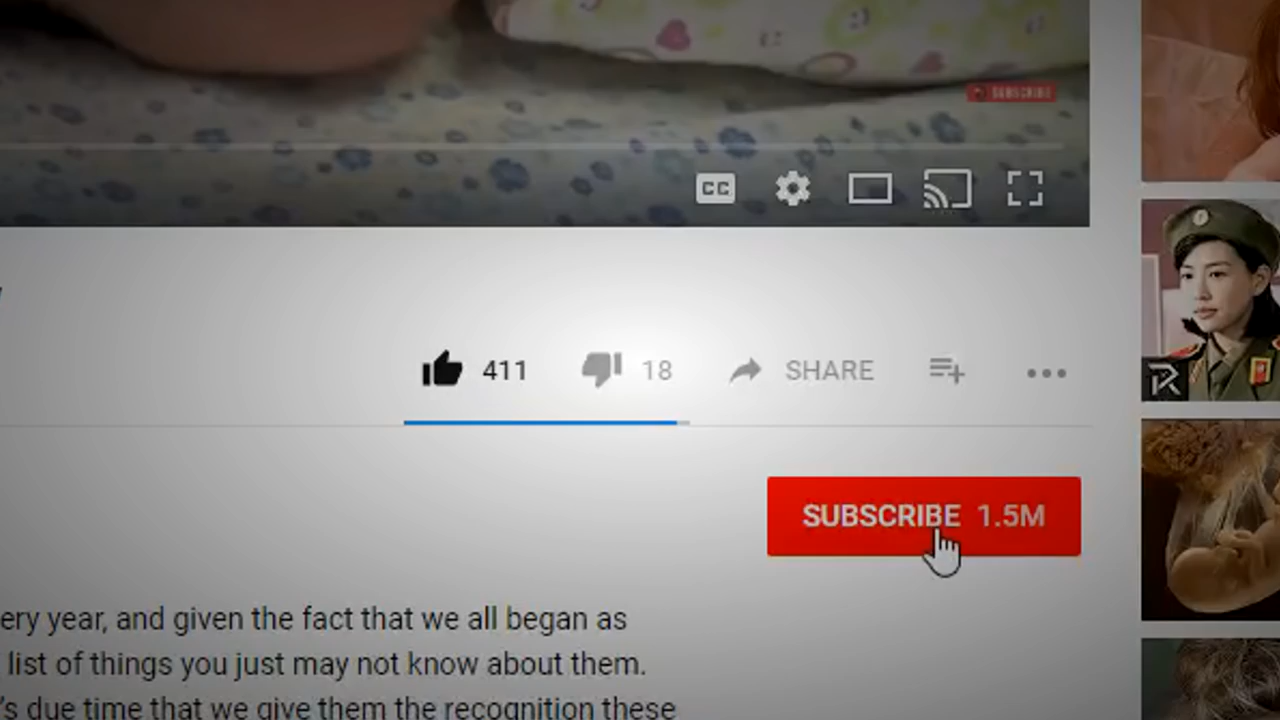 SUBSCRIBE
CC
411 18 SHARE
SUBSCRIBE 1.5M
ery year, and given the fact that we all began as
list of things you just may not know about them.
's due time that we give them the recognition these